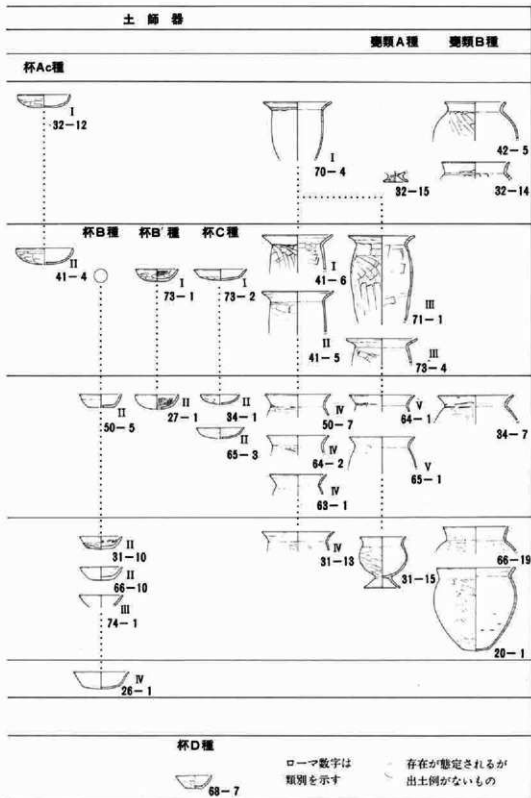 土師器
甕類A種 甕類B種
杯Ac種
I
32-12
I
70-4
42-5
32-15
32-14
杯B種 杯B'種 杯C種
II
41-4
I
73-1
I
73-2
I
41-6
III
71-1
II
41-5
III
73-4
II
50-5
II
27-1
II
34-1
IV
50-7
V
64-1
34-7
II
65-3
IV
64-2
V
65-1
IV
63-1
II
31-10
IV
31-13
31-15
66-19
II
66-10
III
74-1
20-1
IV
26-1
杯D種
68-7
ローマ数字は
類別を示す
存在が想定されるが
出土例がないもの